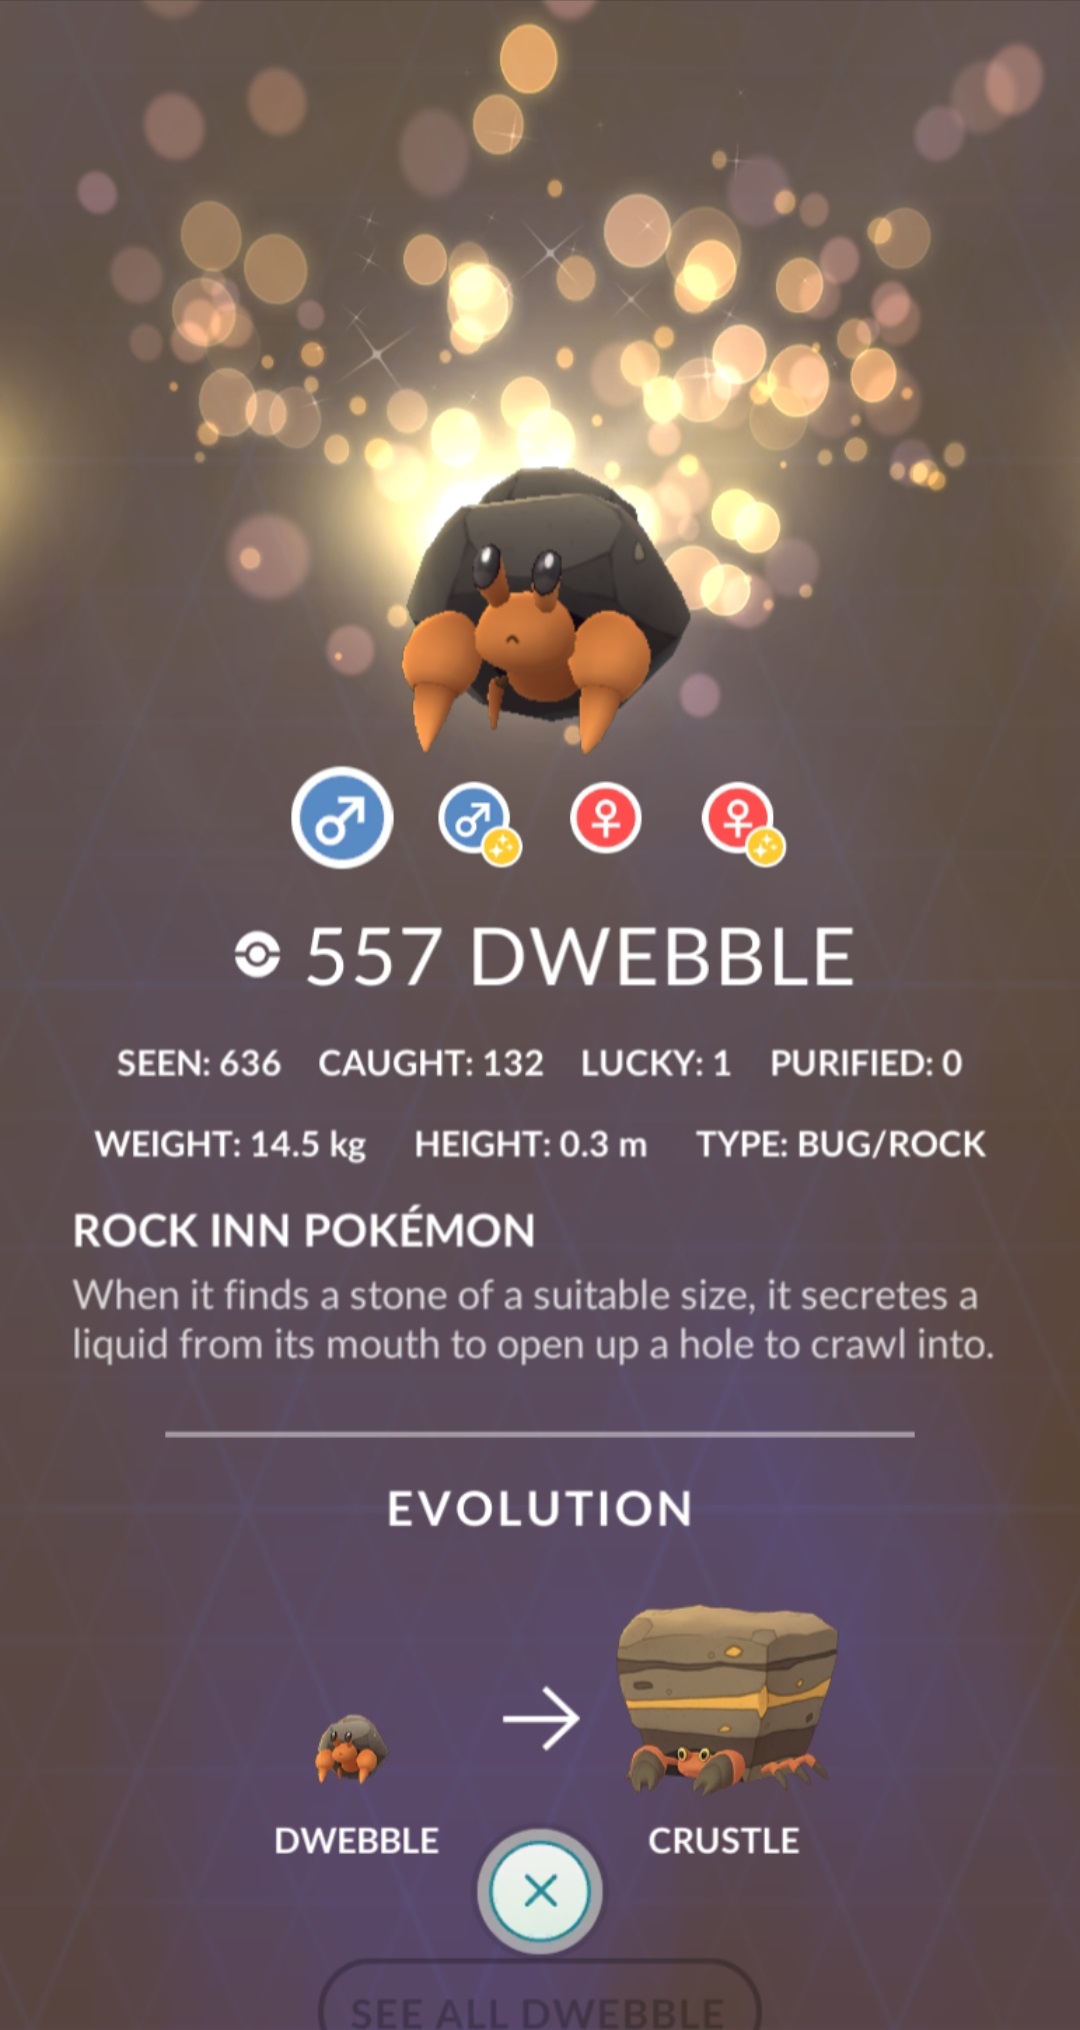 557 DWEBBLE
SEEN: 636 CAUGHT: 132 LUCKY: 1 PURIFIED: 0
WEIGHT: 14.5 kg HEIGHT: 0.3 m TYPE: BUG/ROCK
ROCK INN POKÉMON
When it finds a stone of a suitable size, it secretes a
liquid from its mouth to open up a hole to crawl into.
EVOLUTION
DWEBBLE CRUSTLE
SEE ALL DWEBBLE